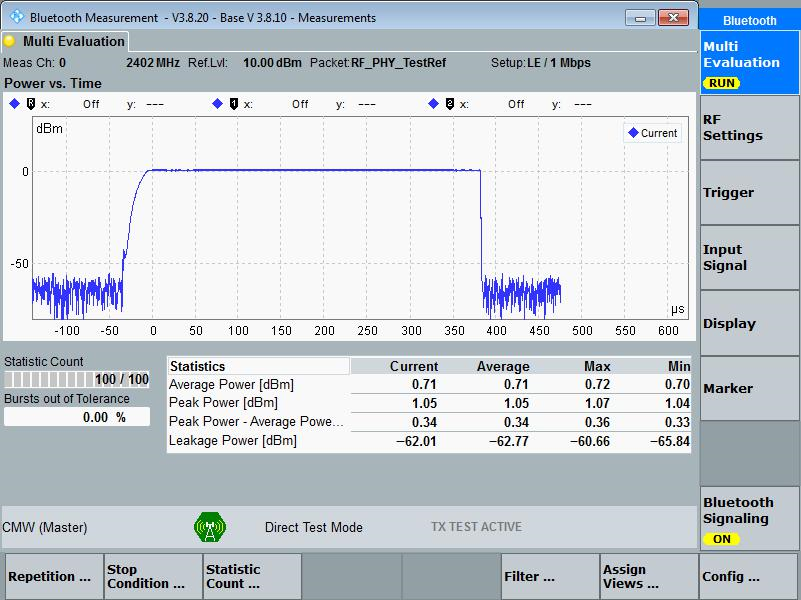 Bluetooth Measurement - V3.8.20 - Base V 3.8.10 - Measurements
Bluetooth
Multi Evaluation
Meas Ch: 0 2402 MHz Ref.Lvl: 10.00 dBm Packet: RF_PHY_TestRef Setup: LE / 1 Mbps
Power vs. Time
R x: Off y: --- 1 x: Off y: --- 2 x: Off y: ---
dBm
Current
0
-50
µs
-100 -50 0 50 100 150 200 250 300 350 400 450 500 550 600
Statistic Count
100 / 100
Bursts out of Tolerance
0.00 %
Statistics Current Average Max Min
Average Power [dBm] 0.71 0.71 0.72 0.70
Peak Power [dBm] 1.05 1.05 1.07 1.04
Peak Power - Average Powe... 0.34 0.34 0.36 0.33
Leakage Power [dBm] −62.01 −62.77 −60.66 −65.84
CMW (Master) Direct Test Mode TX TEST ACTIVE
Multi
Evaluation
RUN
RF
Settings
Trigger
Input
Signal
Display
Marker
Bluetooth
Signaling
ON
Repetition ...
Stop
Condition ...
Statistic
Count ...
Filter ...
Assign
Views ...
Config ...